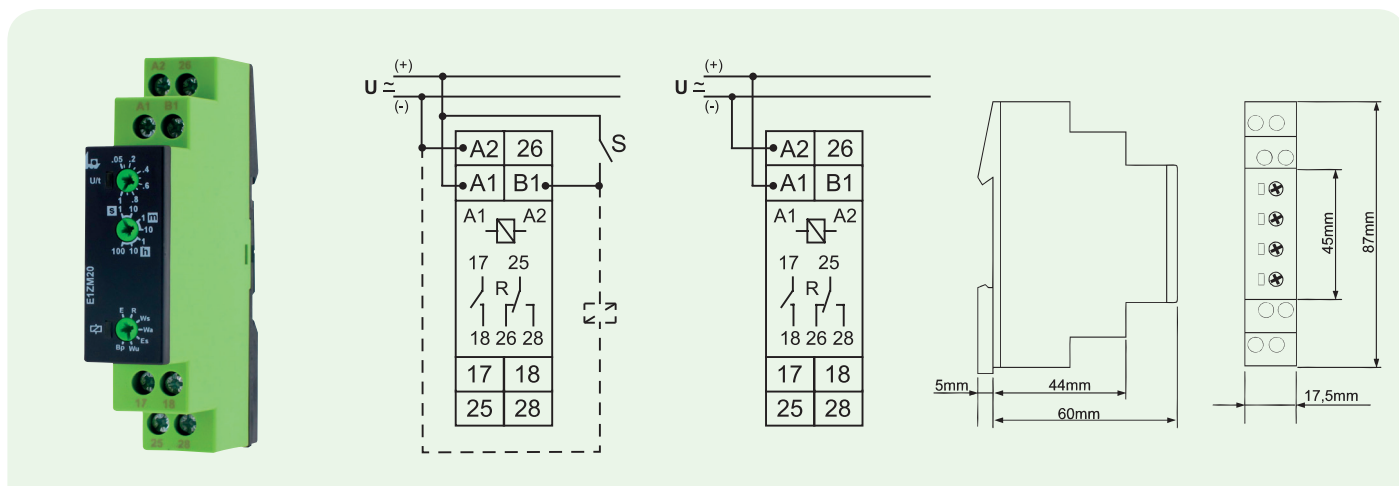 A2 26
A1 B1
U/t
.05 .2
.4
.6
.8
1
s 1 10
1 m
10
1
100 10 h
E1ZM20
E R
Ws
Wa
Es
Wu
Bp
17 18
25 28
(+)
U ≂
(-)
S
A2 26
A1 B1
A1 A2
17 25
R
18 26 28
17 18
25 28
(+)
U ≂
(-)
A2 26
A1 B1
A1 A2
17 25
R
18 26 28
17 18
25 28
5mm
44mm
60mm
45mm
87mm
17,5mm